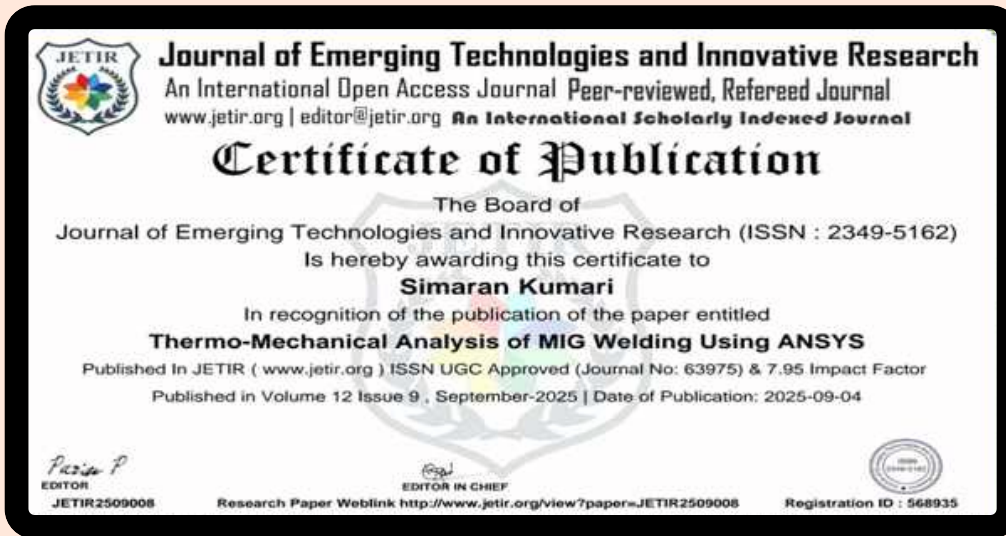 JETIR
Journal of Emerging Technologies and Innovative Research
An International Open Access Journal Peer-reviewed, Refereed Journal
www.jetir.org | editor@jetir.org An International Scholarly Indexed Journal
Certificate of Publication
The Board of
Journal of Emerging Technologies and Innovative Research (ISSN : 2349-5162)
Is hereby awarding this certificate to
Simaran Kumari
In recognition of the publication of the paper entitled
Thermo-Mechanical Analysis of MIG Welding Using ANSYS
Published In JETIR ( www.jetir.org ) ISSN UGC Approved (Journal No: 63975) & 7.95 Impact Factor
Published in Volume 12 Issue 9 , September-2025 | Date of Publication: 2025-09-04
EDITOR
EDITOR IN CHIEF
JETIR2509008 Research Paper Weblink http://www.jetir.org/view?paper=JETIR2509008 Registration ID : 568935